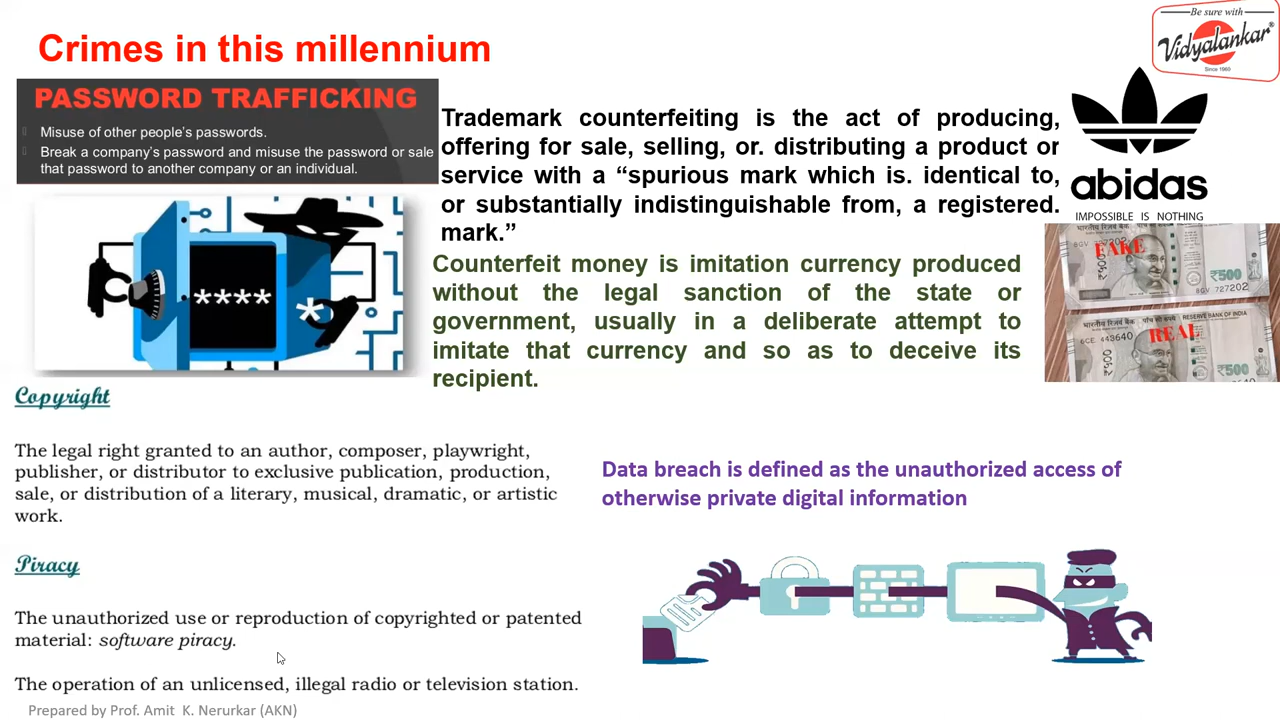 Crimes in this millennium
Be sure with
Vidyalankar®
Since 1960
PASSWORD TRAFFICKING
Misuse of other people's passwords.
Break a company's password and misuse the password or sale
that password to another company or an individual.
Trademark counterfeiting is the act of producing,
offering for sale, selling, or. distributing a product or
service with a “spurious mark which is. identical to,
or substantially indistinguishable from, a registered.
mark.”
abidas
IMPOSSIBLE IS NOTHING
****
*
Counterfeit money is imitation currency produced
without the legal sanction of the state or
government, usually in a deliberate attempt to
imitate that currency and so as to deceive its
recipient.
भारतीय रिज़र्व बैंक
8GV 727202
FAKE
₹500
8GV 727202
भारतीय रिज़र्व बैंक RESERVE BANK OF INDIA
6CE 443640
REAL
₹500
Copyright
The legal right granted to an author, composer, playwright,
publisher, or distributor to exclusive publication, production,
sale, or distribution of a literary, musical, dramatic, or artistic
work.
Data breach is defined as the unauthorized access of
otherwise private digital information
Piracy
The unauthorized use or reproduction of copyrighted or patented
material: software piracy.
The operation of an unlicensed, illegal radio or television station.
Prepared by Prof. Amit K. Nerurkar (AKN)